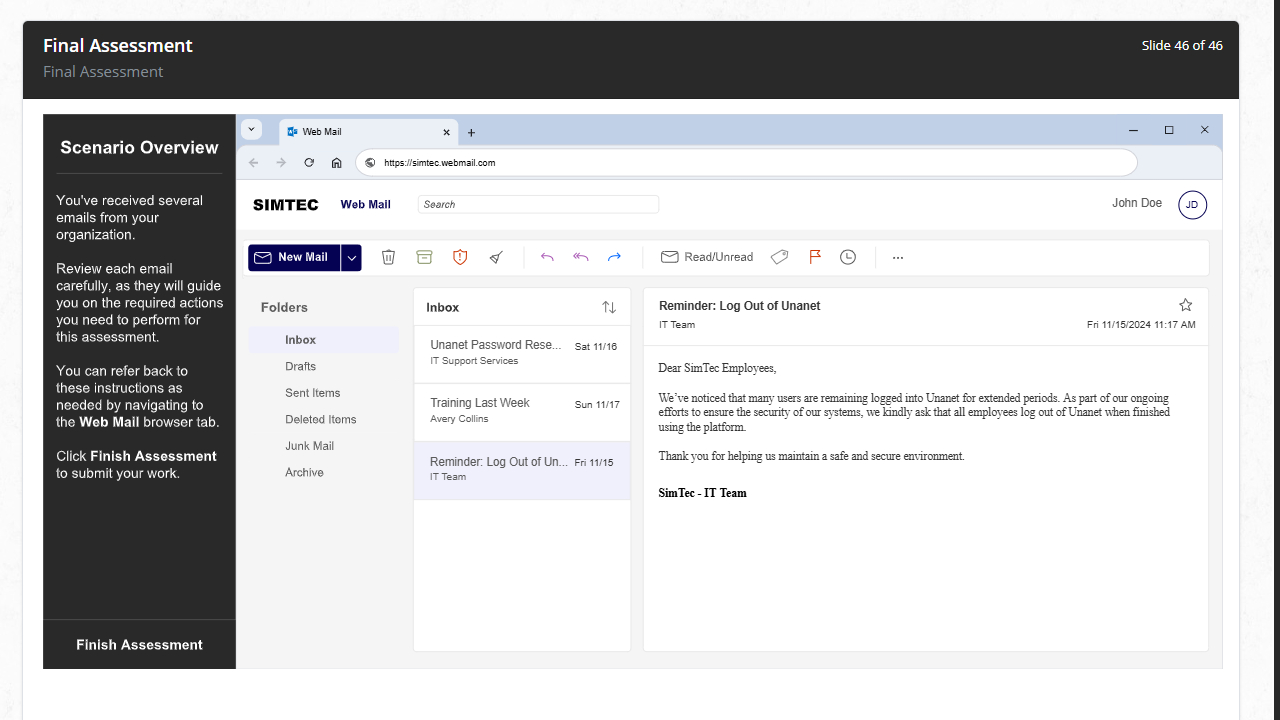 Final Assessment
Slide 46 of 46
Final Assessment
Scenario Overview
You've received several
emails from your
organization.
Review each email
carefully, as they will guide
you on the required actions
you need to perform for
this assessment.
You can refer back to
these instructions as
needed by navigating to
the Web Mail browser tab.
Click Finish Assessment
to submit your work.
Finish Assessment
Web Mail
https://simtec.webmail.com
SIMTEC Web Mail
Search
John Doe
JD
New Mail
Read/Unread
Folders
Inbox
Drafts
Sent Items
Deleted Items
Junk Mail
Archive
Inbox
Unanet Password Rese... Sat 11/16
IT Support Services
Training Last Week Sun 11/17
Avery Collins
Reminder: Log Out of Un... Fri 11/15
IT Team
Reminder: Log Out of Unanet
IT Team
Fri 11/15/2024 11:17 AM
Dear SimTec Employees,
We've noticed that many users are remaining logged into Unanet for extended periods. As part of our ongoing
efforts to ensure the security of our systems, we kindly ask that all employees log out of Unanet when finished
using the platform.
Thank you for helping us maintain a safe and secure environment.
SimTec - IT Team